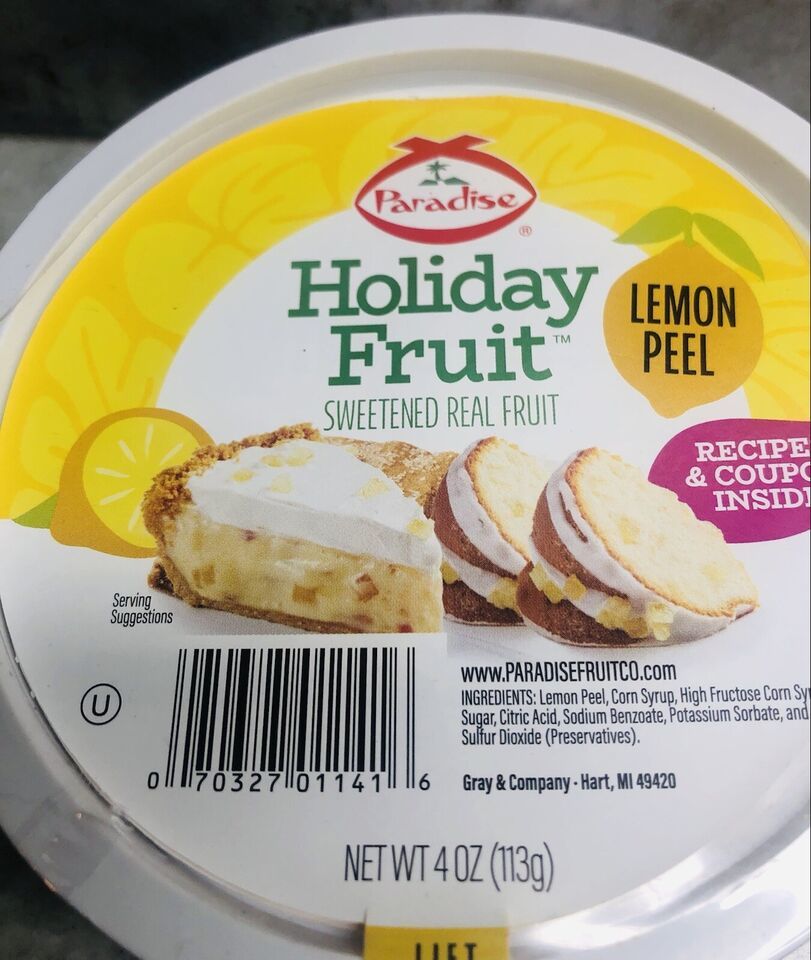 Paradise
®
Holiday
Fruit™
SWEETENED REAL FRUIT
LEMON
PEEL
RECIPE
& COUPO
INSID
Serving
Suggestions
U
WWW.PARADISEFRUITCO.com
INGREDIENTS: Lemon Peel, Corn Syrup, High Fructose Corn Sy
Sugar, Citric Acid, Sodium Benzoate, Potassium Sorbate, and
Sulfur Dioxide (Preservatives).
0 70327 01141 6
Gray & Company · Hart, MI 49420
NET WT 4 OZ (113g)
LIFT